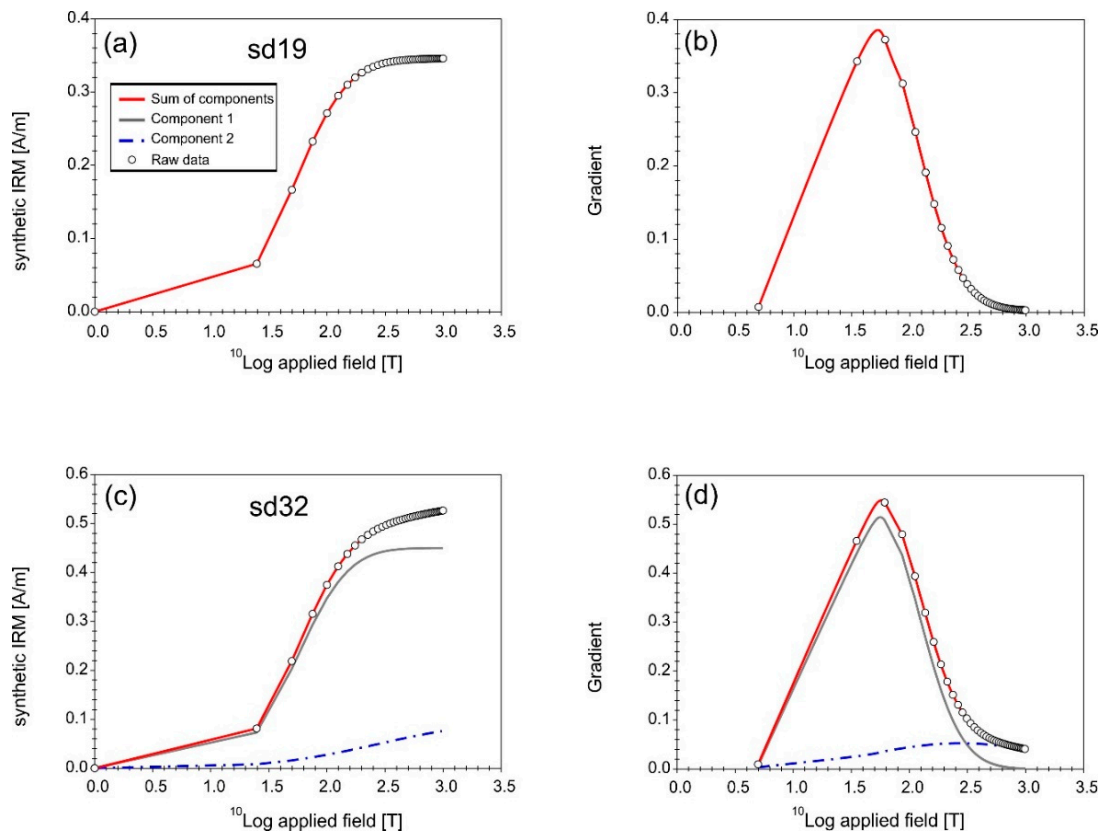 (a)
sd19
Sum of components
Component 1
Component 2
Raw data
synthetic IRM [A/m]
0.4
0.3
0.2
0.1
0.0
0.0 0.5 1.0 1.5 2.0 2.5 3.0 3.5
10Log applied field [T]
(b)
Gradient
0.4
0.3
0.2
0.1
0.0
0.0 0.5 1.0 1.5 2.0 2.5 3.0 3.5
10Log applied field [T]
(c)
sd32
synthetic IRM [A/m]
0.6
0.5
0.4
0.3
0.2
0.1
0.0
0.0 0.5 1.0 1.5 2.0 2.5 3.0 3.5
10Log applied field [T]
(d)
Gradient
0.6
0.5
0.4
0.3
0.2
0.1
0.0
0.0 0.5 1.0 1.5 2.0 2.5 3.0 3.5
10Log applied field [T]